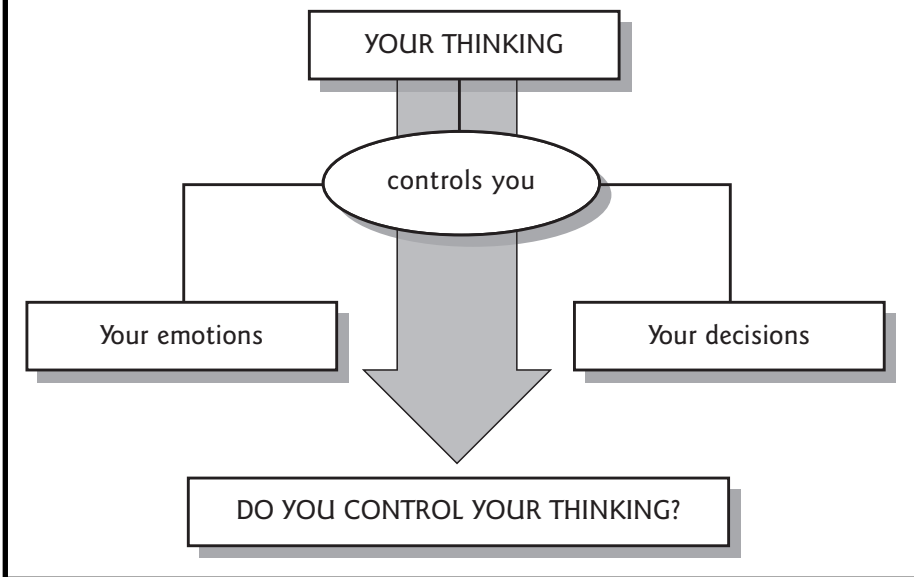 YOUR THINKING
controls you
Your emotions
Your decisions
DO YOU CONTROL YOUR THINKING?